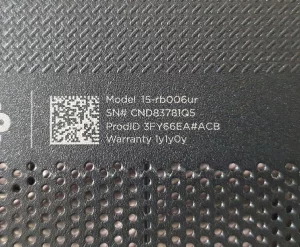 Model 15-rb006ur
SN# CND83781Q5
ProdID 3FY66EA#ACB
Warranty 1y1y0y